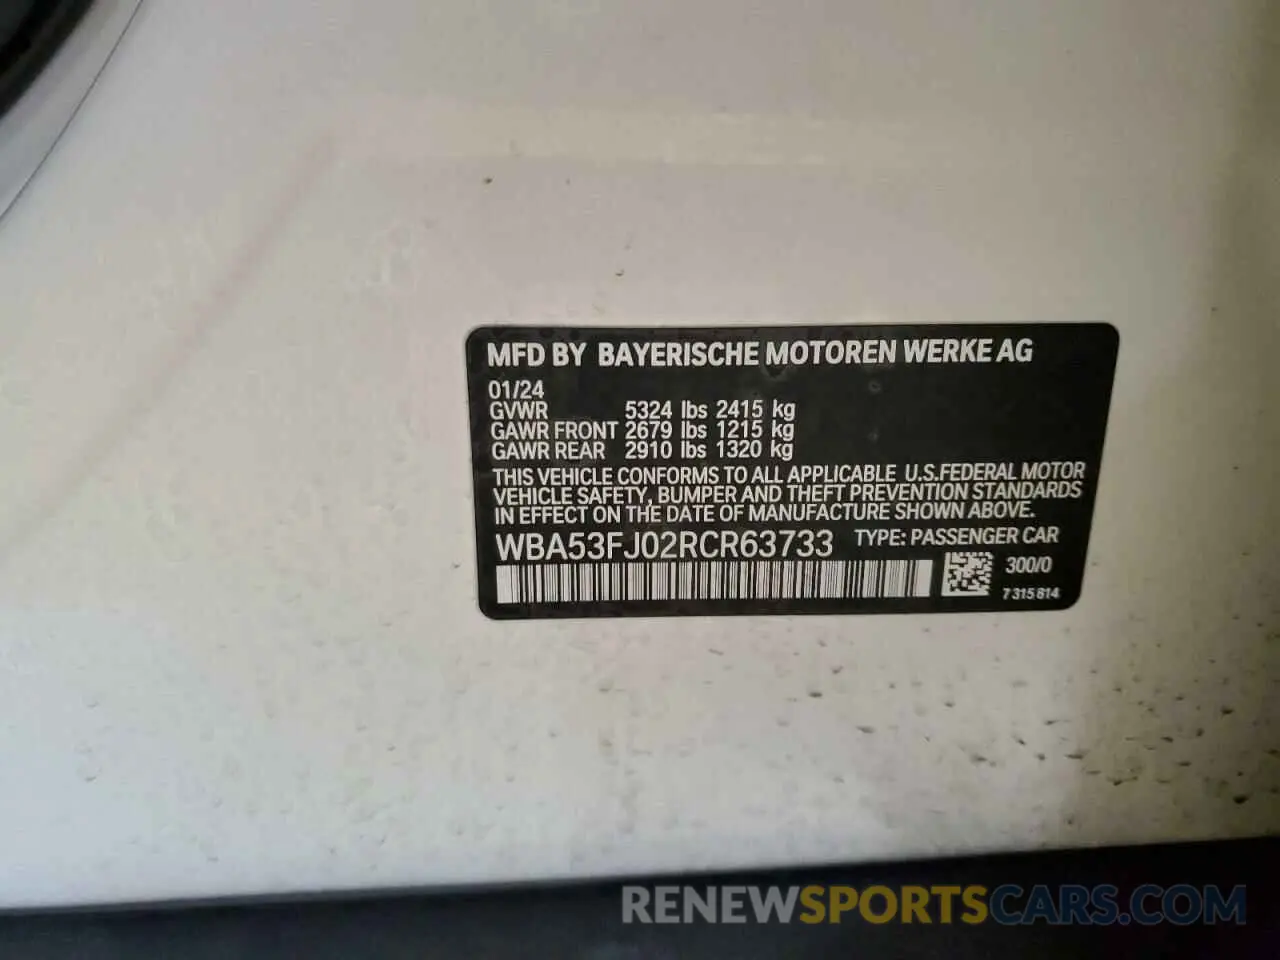 MFD BY BAYERISCHE MOTOREN WERKE AG
01/24
GVWR 5324 lbs 2415 kg
GAWR FRONT 2679 lbs 1215 kg
GAWR REAR 2910 lbs 1320 kg
THIS VEHICLE CONFORMS TO ALL APPLICABLE U.S.FEDERAL MOTOR
VEHICLE SAFETY, BUMPER AND THEFT PREVENTION STANDARDS
IN EFFECT ON THE DATE OF MANUFACTURE SHOWN ABOVE.
WBA53FJ02RCR63733 TYPE: PASSENGER CAR
300/0
7315814
RENEWSPORTSCARS.COM